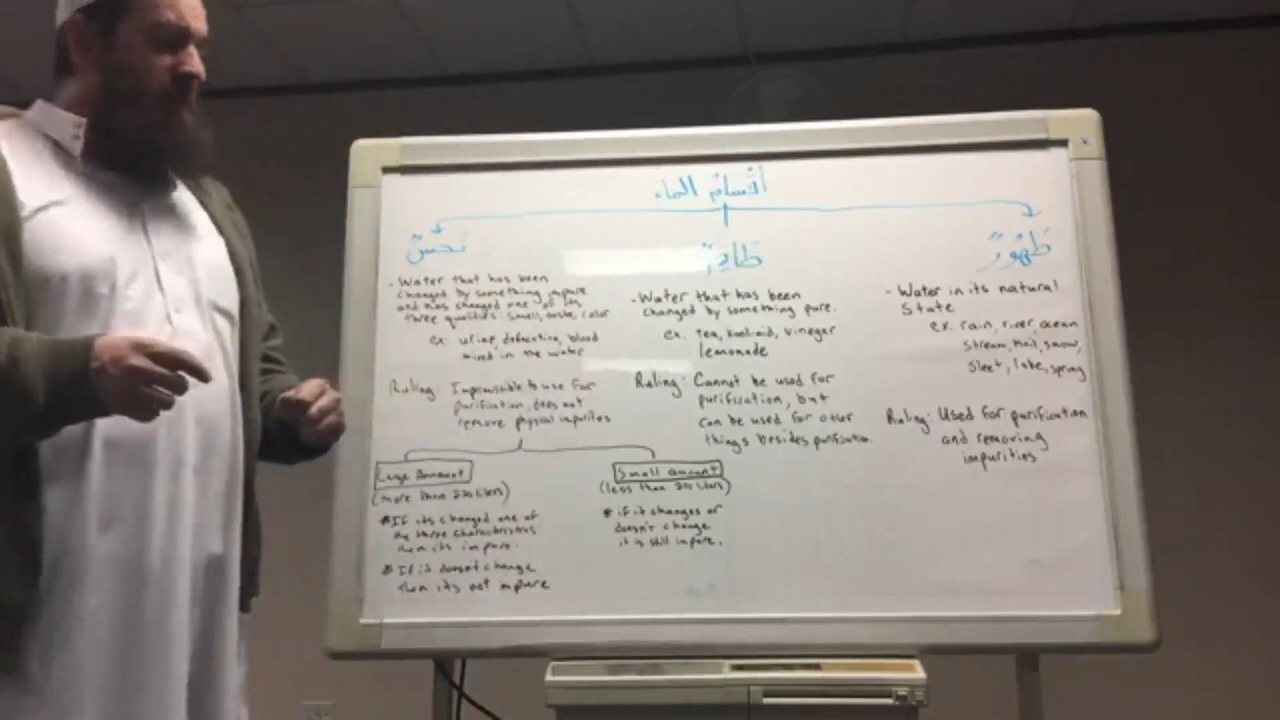 أقسام الماء
طَهُورٌ
- Water in its natural
State
ex. rain, river, ocean
Stream, Hail, snow,
Sleet, lake, spring
Ruling: Used for purification
and removing
impurities
طَاهِرٌ
- Water that has been
changed by something pure.
ex. tea, kool-aid, vinegar
lemonade
Ruling: Cannot be used for
purification, but
can be used for other
things besides purification
نَجِسٌ
- Water that has been
changed by something impure
and has changed one of its
three qualities: smell, taste, color
ex: urine, defecating, blood
mixed in the water
Ruling: Impermissible to use for
purification, does not
remove physical impurities
Large Amount
(more than liters)
* If its changed one of
the three characteristics
then its impure.
* If it doesn't change
then its not impure
Small amount
(less than liters)
* if it changes or
doesn't change
it is still impure.